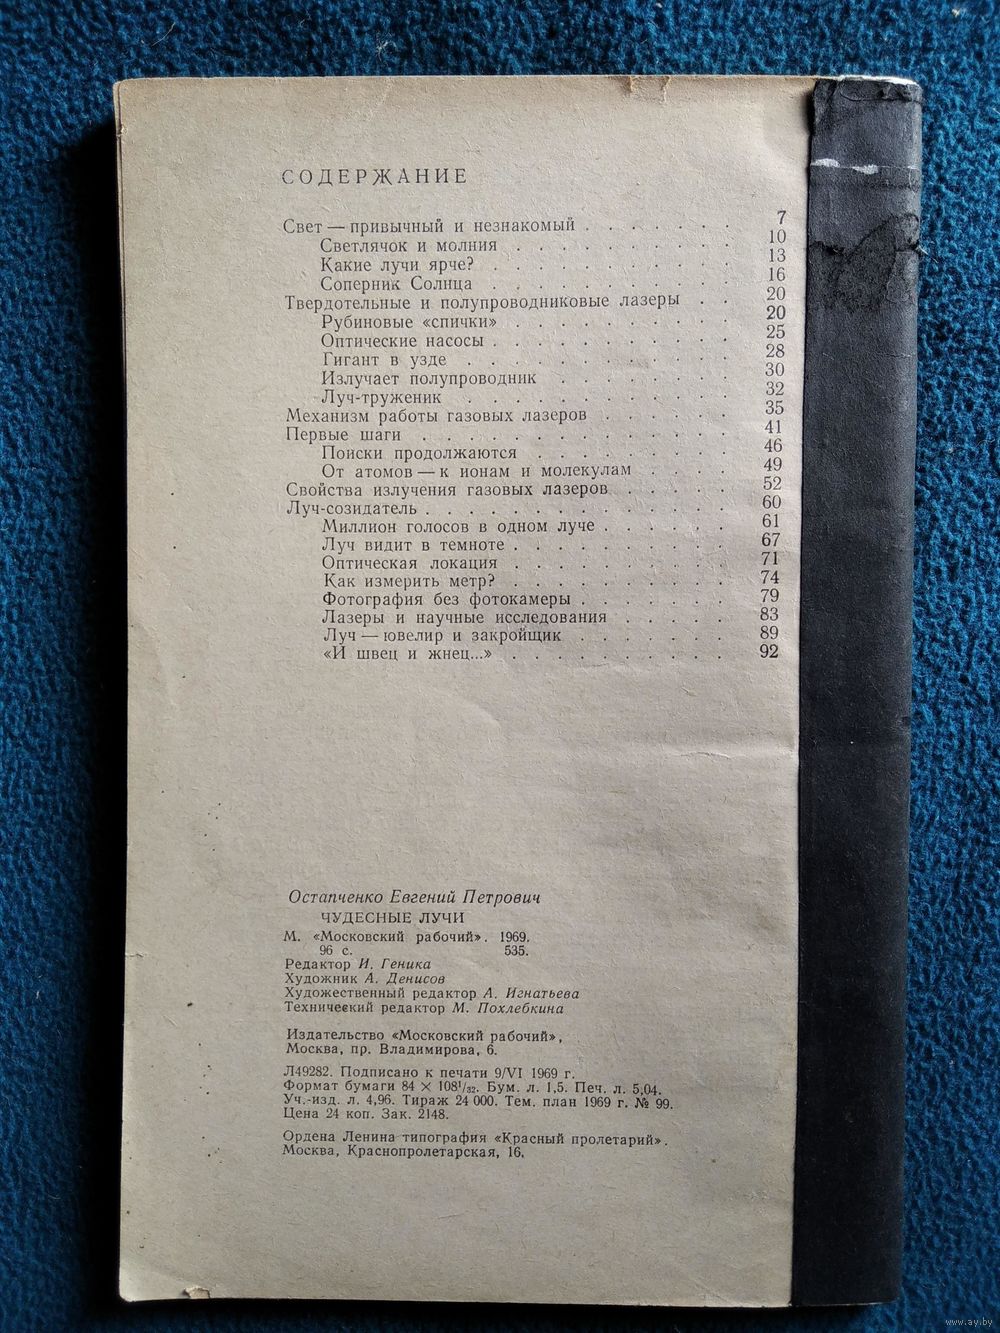 СОДЕРЖАНИЕ
Свет — привычный и незнакомый . . . . . . . 7
Светлячок и молния . . . . . . . . . . 10
Какие лучи ярче? . . . . . . . . . . . 13
Соперник Солнца . . . . . . . . . . . 16
Твердотельные и полупроводниковые лазеры . . 20
Рубиновые «спички» . . . . . . . . . . 20
Оптические насосы . . . . . . . . . . . 25
Гигант в узде . . . . . . . . . . . . 28
Излучает полупроводник . . . . . . . . 30
Луч-труженик . . . . . . . . . . . . 32
Механизм работы газовых лазеров . . . . . . 35
Первые шаги . . . . . . . . . . . . . . 41
Поиски продолжаются . . . . . . . . . 46
От атомов — к ионам и молекулам . . . . 49
Свойства излучения газовых лазеров . . . . . 52
Луч-созидатель . . . . . . . . . . . . . . 60
Миллион голосов в одном луче . . . . . . 61
Луч видит в темноте . . . . . . . . . . 67
Оптическая локация . . . . . . . . . . 71
Как измерить метр? . . . . . . . . . . 74
Фотография без фотокамеры . . . . . . . 79
Лазеры и научные исследования . . . . . 83
Луч — ювелир и закройщик . . . . . . . 89
«И швец и жнец...» . . . . . . . . . . 92
Остапченко Евгений Петрович
ЧУДЕСНЫЕ ЛУЧИ
М. «Московский рабочий». 1969.
96 с. 535.
Редактор И. Геника
Художник А. Денисов
Художественный редактор А. Игнатьева
Технический редактор М. Похлебкина
Издательство «Московский рабочий»,
Москва, пр. Владимирова, 6.
Л49282. Подписано к печати 9/VI 1969 г.
Формат бумаги 84 × 108¹/₃₂. Бум. л. 1,5. Печ. л. 5,04.
Уч.-изд. л. 4,96. Тираж 24 000. Тем. план 1969 г. № 99.
Цена 24 коп. Зак. 2148.
Ордена Ленина типография «Красный пролетарий».
Москва, Краснопролетарская, 16.
www.ay.by